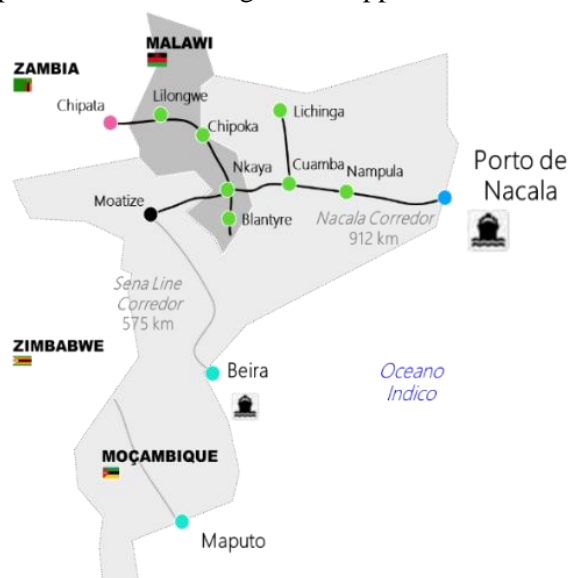 MALAWI
ZAMBIA
Chipata
Lilongwe
Chipoka
Lichinga
Nkaya
Cuamba
Nampula
Porto de
Nacala
Moatize
Blantyre
Nacala Corredor
912 km
Sena Line
Corredor
575 km
ZIMBABWE
Beira
Oceano
Indico
MOÇAMBIQUE
Maputo